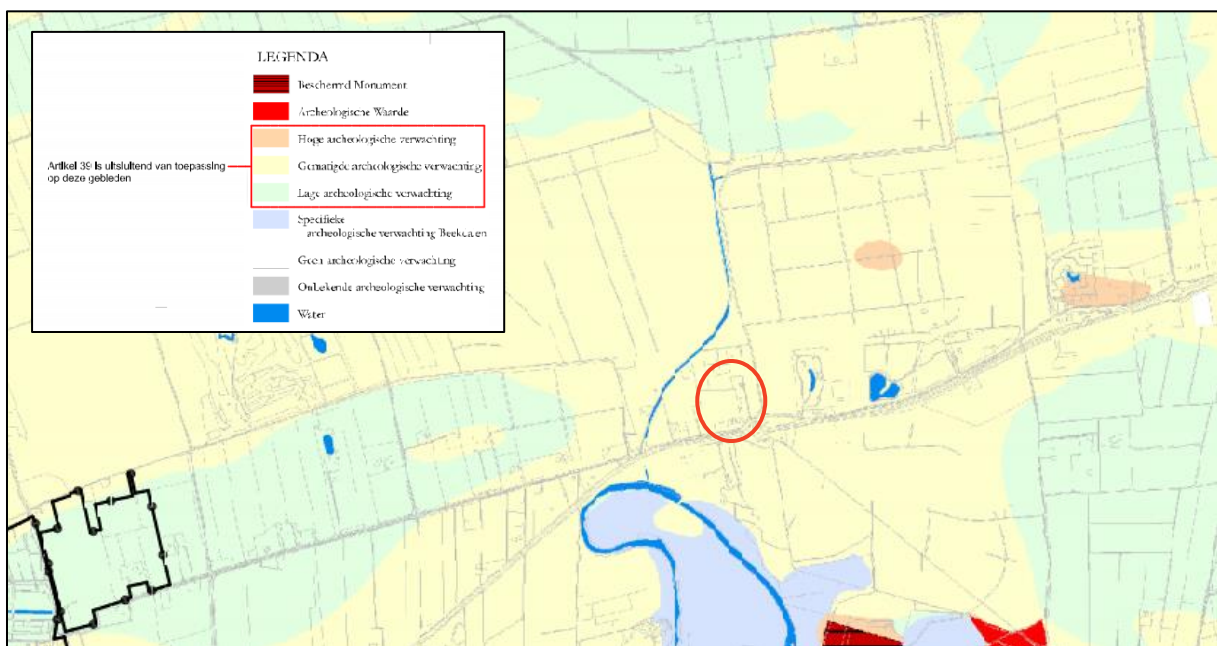 LEGENDA
Beschermd Monument
Archeologische Waarde
Hoge archeologische verwachting
Gematigde archeologische verwachting
Lage archeologische verwachting
Specifieke
archeologische verwachting Beekdalen
Geen archeologische verwachting
Onbekende archeologische verwachting
Water
Artikel 39 is uitsluitend van toepassing
op deze gebieden